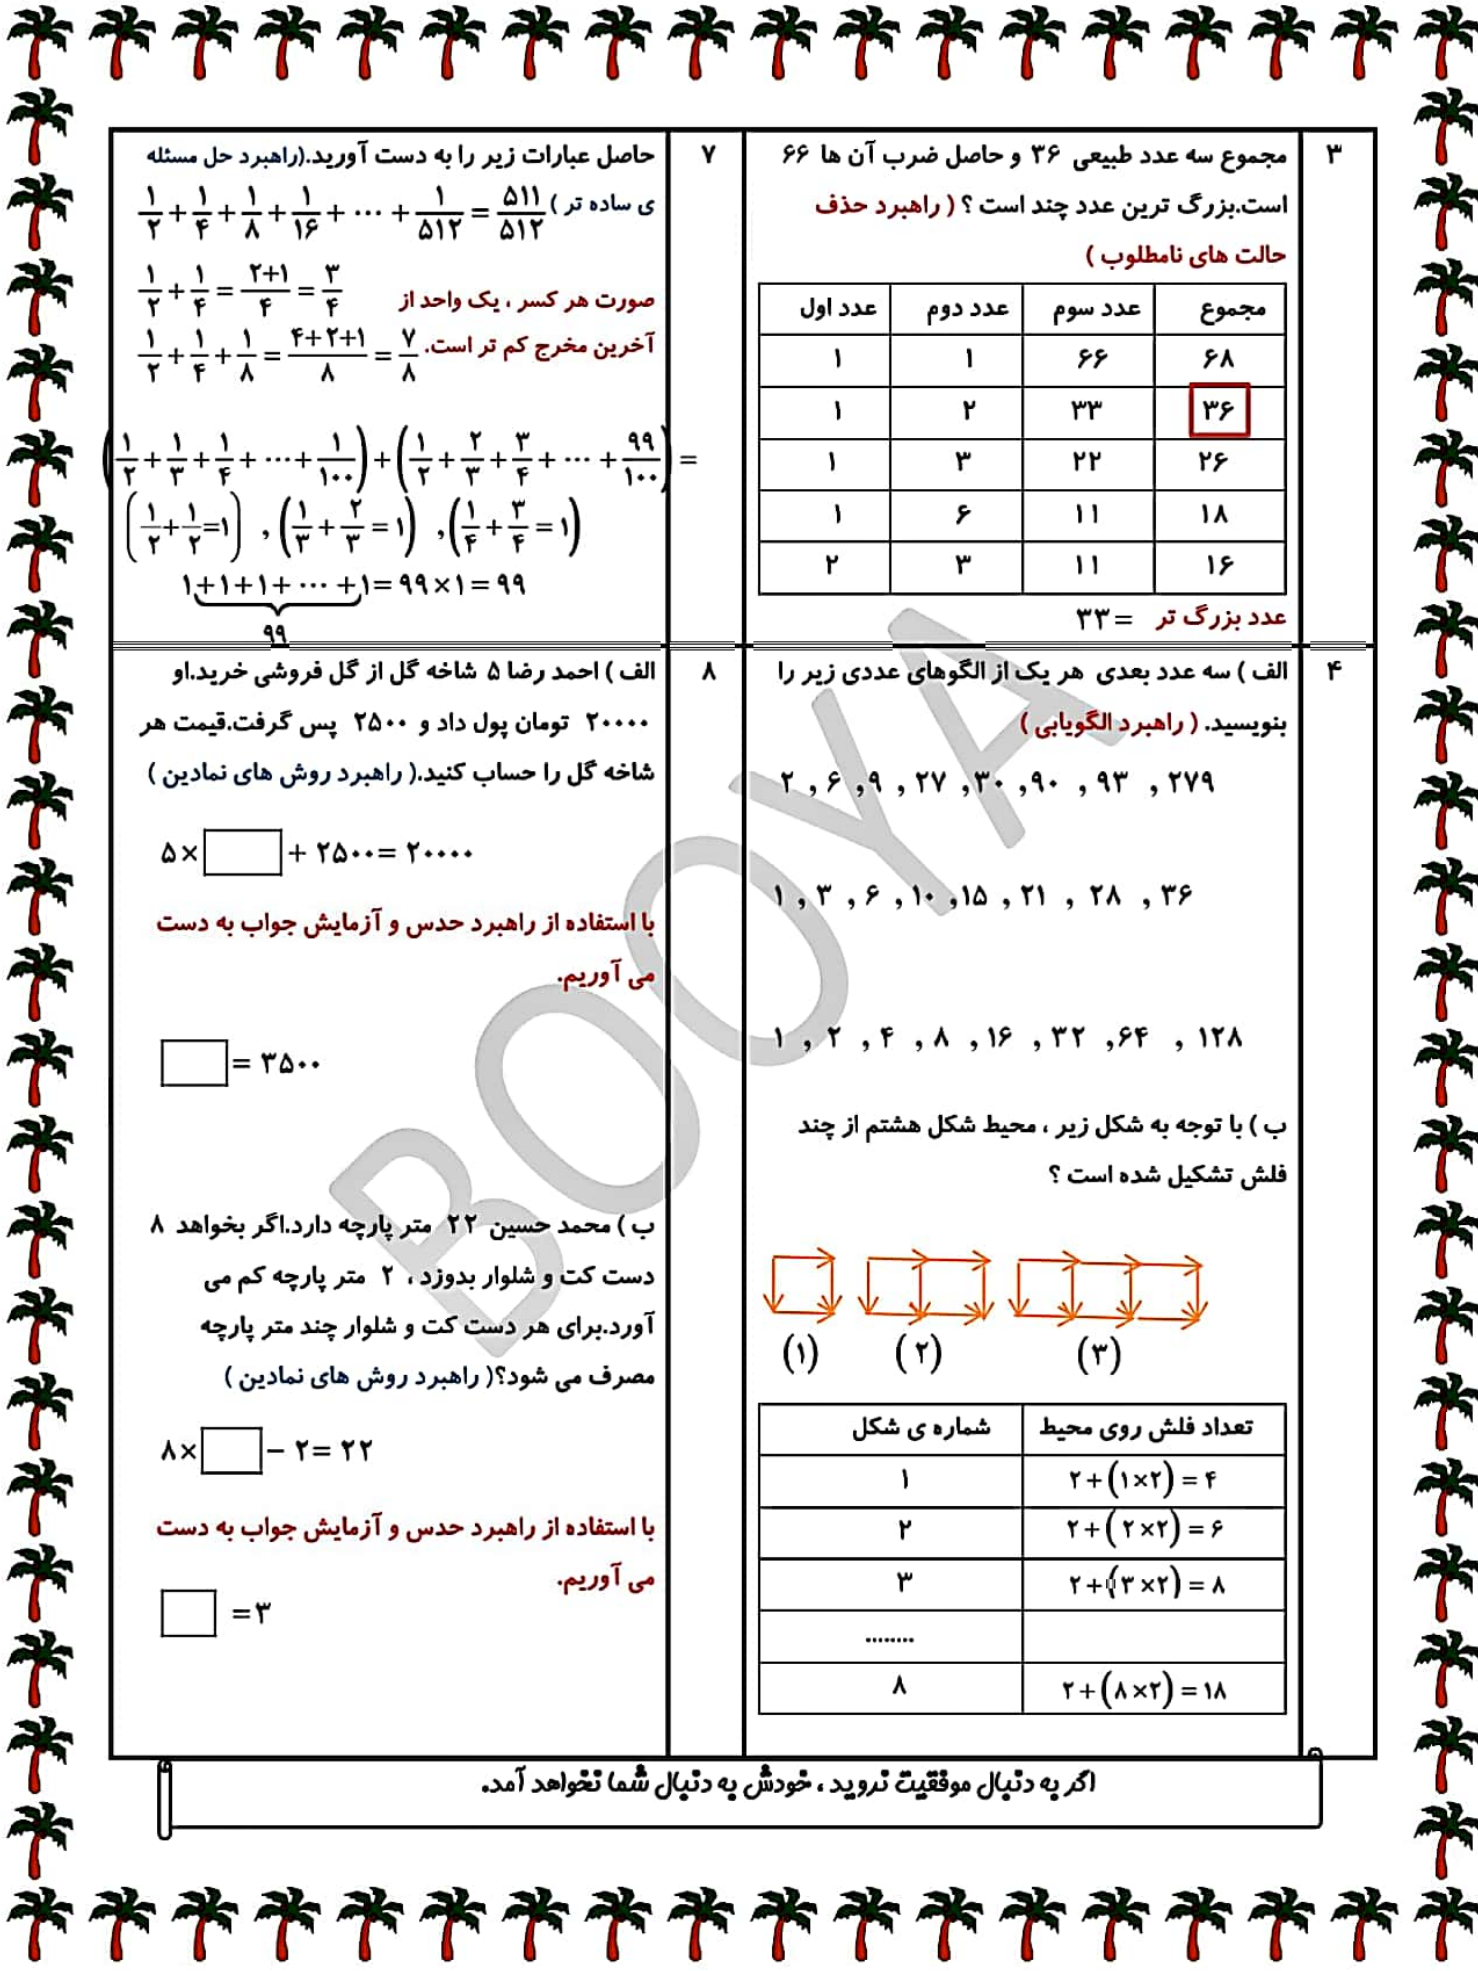 ۳
مجموع سه عدد طبیعی ۳۶ و حاصل ضرب آن ها ۶۶
است.بزرگ ترین عدد چند است ؟ ( راهبرد حذف
حالت های نامطلوب )
عدد اول عدد دوم عدد سوم مجموع
۱ ۱ ۶۶ ۶۸
۱ ۲ ۳۳ ۳۶
۱ ۳ ۲۲ ۲۶
۱ ۶ ۱۱ ۱۸
۲ ۳ ۱۱ ۱۶
عدد بزرگ تر = ۳۳
۴
الف ) سه عدد بعدی هر یک از الگوهای عددی زیر را
بنویسید. ( راهبرد الگویابی )
۲ , ۶ , ۹ , ۲۷ , ۳۰ , ۹۰ , ۹۳ , ۲۷۹
۱ , ۳ , ۶ , ۱۰ , ۱۵ , ۲۱ , ۲۸ , ۳۶
۱ , ۲ , ۴ , ۸ , ۱۶ , ۳۲ , ۶۴ , ۱۲۸
ب ) با توجه به شکل زیر ، محیط شکل هشتم از چند
فلش تشکیل شده است ؟
(۱) (۲) (۳)
شماره ی شکل تعداد فلش روی محیط
۱ ۲+(۱×۲) = ۴
۲ ۲+(۲×۲) = ۶
۳ ۲+(۳×۲) = ۸
........
۸ ۲+(۸×۲) = ۱۸
۷
حاصل عبارات زیر را به دست آورید.(راهبرد حل مسئله
ی ساده تر ) ۱/۲ + ۱/۴ + ۱/۸ + ۱/۱۶ + ... + ۱/۵۱۲ = ۵۱۱/۵۱۲
۱/۲ + ۱/۴ = ۲+۱/۴ = ۳/۴ صورت هر کسر ، یک واحد از
۱/۲ + ۱/۴ + ۱/۸ = ۴+۲+۱/۸ = ۷/۸ آخرین مخرج کم تر است.
(۱/۲ + ۱/۳ + ۱/۴ + ... + ۱/۱۰۰) + (۱/۲ + ۲/۳ + ۳/۴ + ... + ۹۹/۱۰۰) =
(۱/۲ + ۱/۲ = ۱) , (۱/۳ + ۲/۳ = ۱) , (۱/۴ + ۳/۴ = ۱)
۱+۱+۱+ ... +۱= ۹۹×۱ = ۹۹
۹۹
۸
الف ) احمد رضا ۵ شاخه گل از گل فروشی خرید.او
۲۰۰۰۰ تومان پول داد و ۲۵۰۰ پس گرفت.قیمت هر
شاخه گل را حساب کنید.( راهبرد روش های نمادین )
۵× □ + ۲۵۰۰= ۲۰۰۰۰
با استفاده از راهبرد حدس و آزمایش جواب به دست
می آوریم.
□ = ۳۵۰۰
ب ) محمد حسین ۲۲ متر پارچه دارد.اگر بخواهد ۸
دست کت و شلوار بدوزد ، ۲ متر پارچه کم می
آورد.برای هر دست کت و شلوار چند متر پارچه
مصرف می شود؟( راهبرد روش های نمادین )
۸× □ − ۲= ۲۲
با استفاده از راهبرد حدس و آزمایش جواب به دست
می آوریم.
□ =۳
اگر به دنبال موفقیت نروید ، خودش به دنبال شما نخواهد آمد.
BOOYA